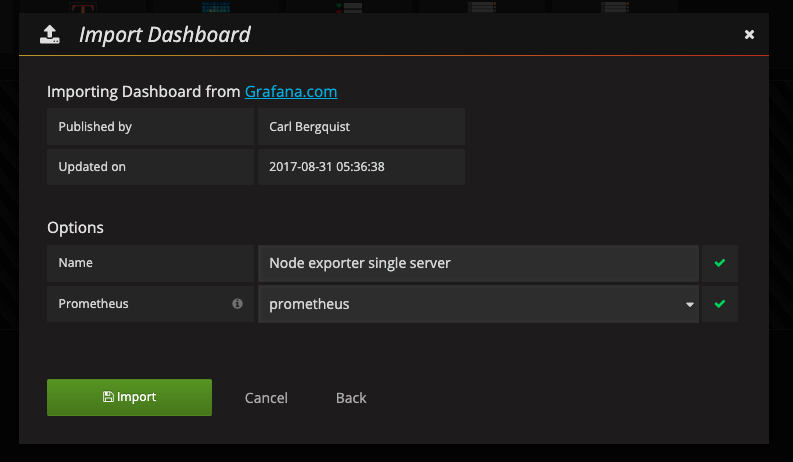 Import Dashboard
Importing Dashboard from Grafana.com
Published by Carl Bergquist
Updated on 2017-08-31 05:36:38
Options
Name Node exporter single server
Prometheus prometheus
Import Cancel Back